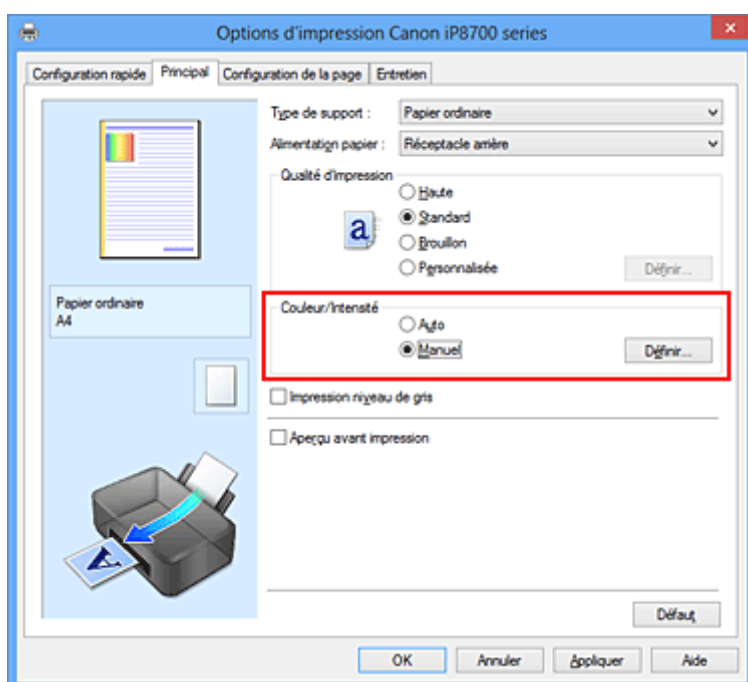 Options d'impression Canon iP8700 series
Configuration rapide Principal Configuration de la page Entretien
Type de support : Papier ordinaire
Alimentation papier : Réceptacle arrière
Qualité d'impression
Haute
a Standard
Brouillon
Personnalisée Définir...
Papier ordinaire
A4
Couleur/Intensité
Auto
Manuel Définir...
Impression niveau de gris
Aperçu avant impression
A
Défaut
OK Annuler Appliquer Aide